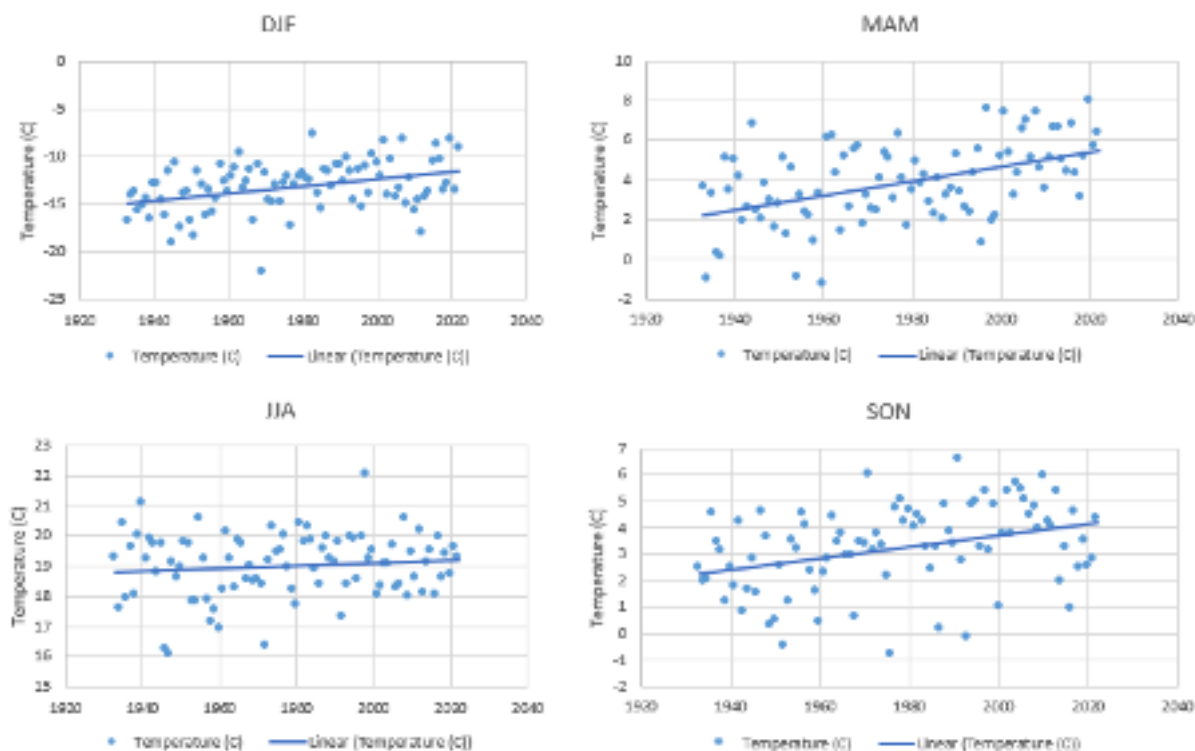 DJF
Temperature (C)
0
-5
-10
-15
-20
-25
1920 1940 1960 1980 2000 2020 2040
Temperature (C) Linear (Temperature (C))
MAM
Temperature (C)
10
8
6
4
2
0
-2
1920 1940 1960 1980 2000 2020 2040
Temperature (C) Linear (Temperature (C))
JJA
Temperature (C)
23
22
21
20
19
18
17
16
15
1920 1940 1960 1980 2000 2020 2040
Temperature (C) Linear (Temperature (C))
SON
Temperature (C)
7
6
5
4
3
2
1
0
-1
-2
1920 1940 1960 1980 2000 2020 2040
Temperature (C) Linear (Temperature (C))